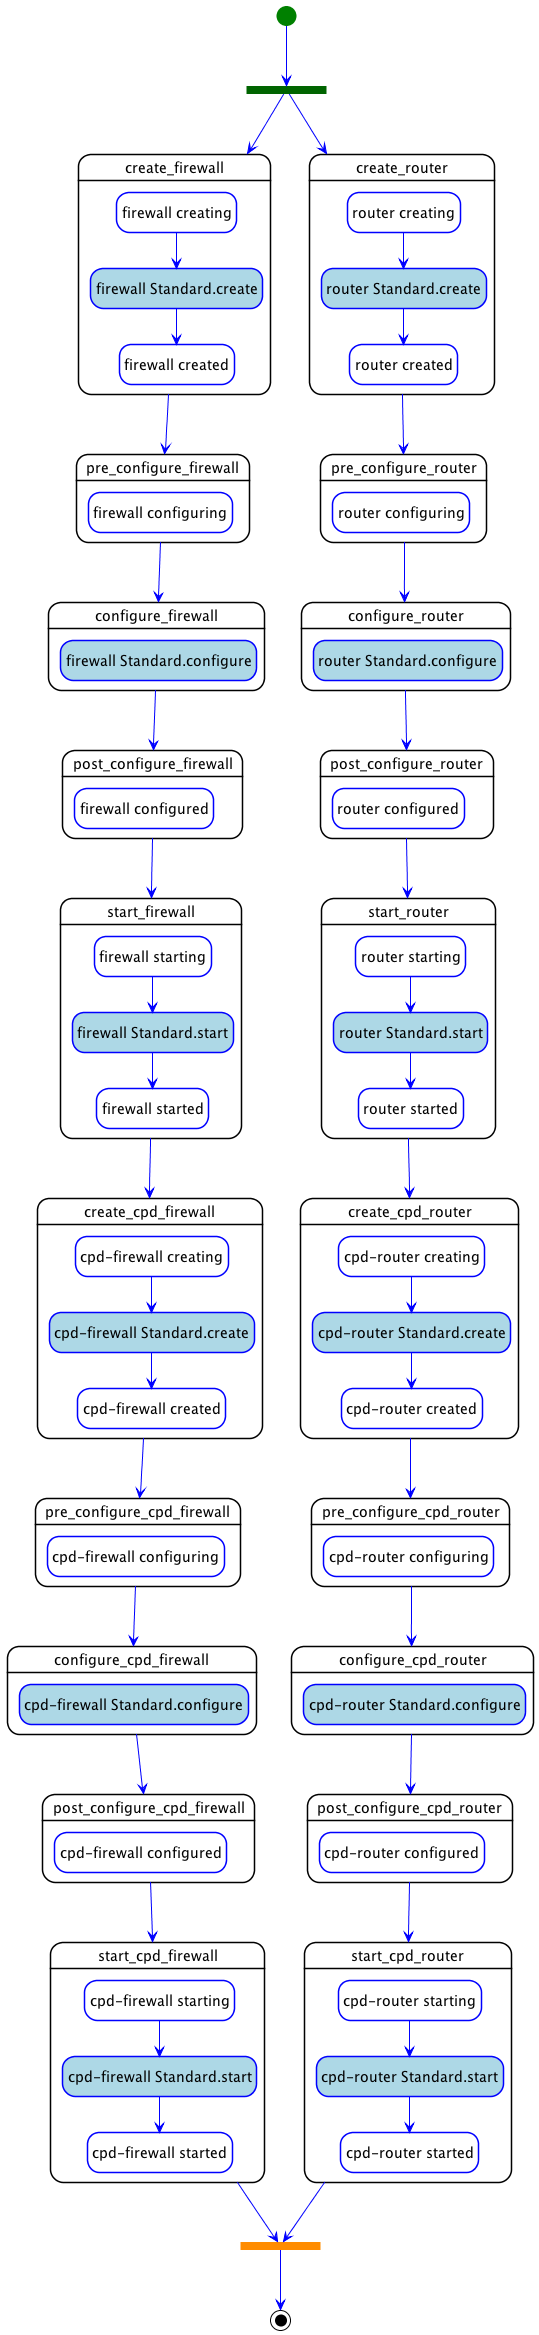 create_firewall
firewall creating
firewall Standard.create
firewall created
create_router
router creating
router Standard.create
router created
pre_configure_firewall
firewall configuring
pre_configure_router
router configuring
configure_firewall
firewall Standard.configure
configure_router
router Standard.configure
post_configure_firewall
firewall configured
post_configure_router
router configured
start_firewall
firewall starting
firewall Standard.start
firewall started
start_router
router starting
router Standard.start
router started
create_cpd_firewall
cpd-firewall creating
cpd-firewall Standard.create
cpd-firewall created
create_cpd_router
cpd-router creating
cpd-router Standard.create
cpd-router created
pre_configure_cpd_firewall
cpd-firewall configuring
pre_configure_cpd_router
cpd-router configuring
configure_cpd_firewall
cpd-firewall Standard.configure
configure_cpd_router
cpd-router Standard.configure
post_configure_cpd_firewall
cpd-firewall configured
post_configure_cpd_router
cpd-router configured
start_cpd_firewall
cpd-firewall starting
cpd-firewall Standard.start
cpd-firewall started
start_cpd_router
cpd-router starting
cpd-router Standard.start
cpd-router started